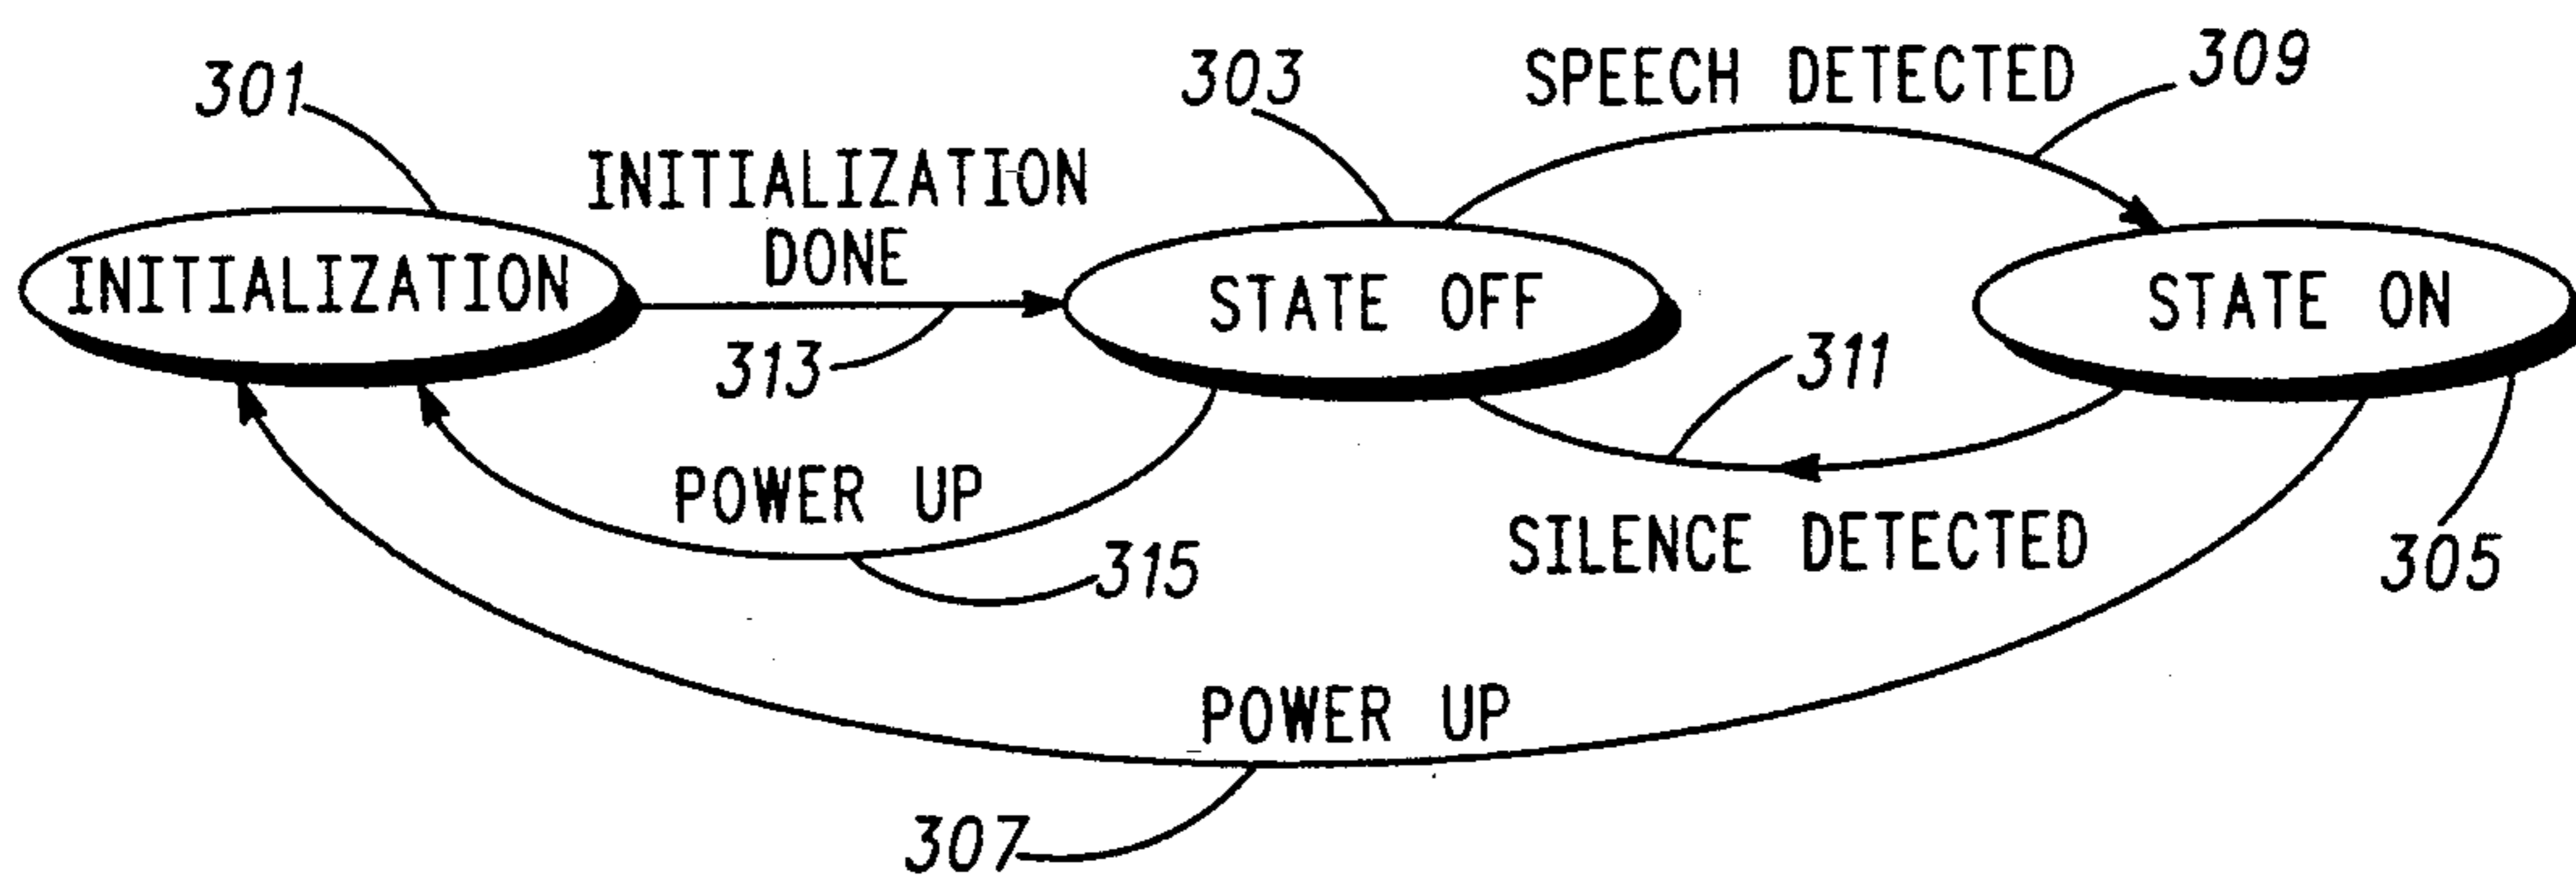 301
303
SPEECH DETECTED
309
INITIALIZATION
DONE
INITIALIZATION
STATE OFF
STATE ON
313
311
POWER UP
SILENCE DETECTED
315
305
POWER UP
307